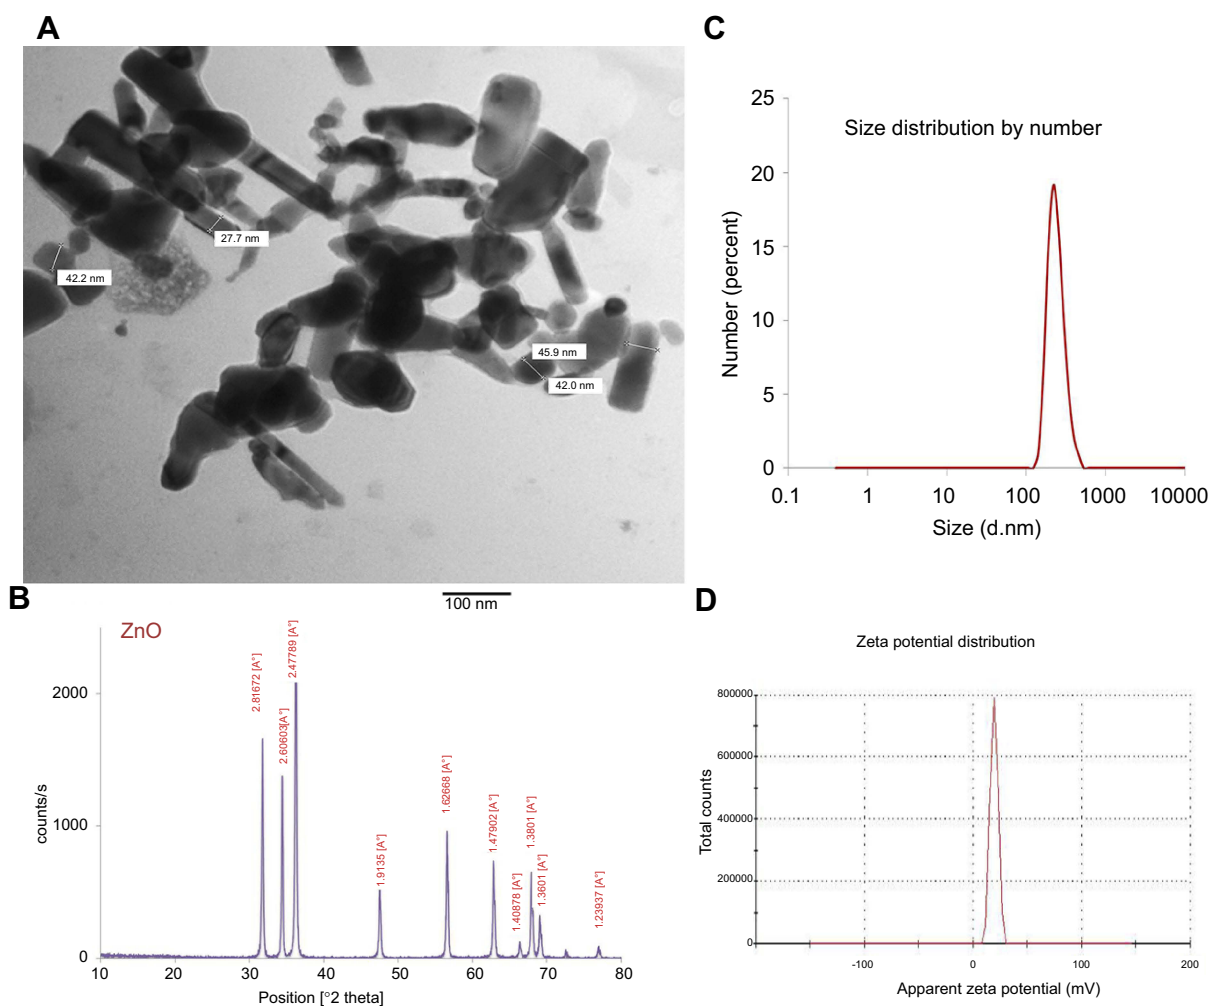 A
27.7 nm
42.2 nm
45.9 nm
42.0 nm
100 nm
B
ZnO
counts/s
2000
1000
0
2.81672 [A°]
2.60603[A°]
2.47789 [A°]
1.9135 [A°]
1.62668 [A°]
1.47902 [A°]
1.40878 [A°]
1.3801 [A°]
1.3601 [A°]
1.23937 [A°]
10 20 30 40 50 60 70 80
Position [°2 theta]
C
Size distribution by number
Number (percent)
25
20
15
10
5
0
0.1 1 10 100 1000 10000
Size (d.nm)
D
Zeta potential distribution
Total counts
800000
600000
400000
200000
0
-100 0 100 200
Apparent zeta potential (mV)